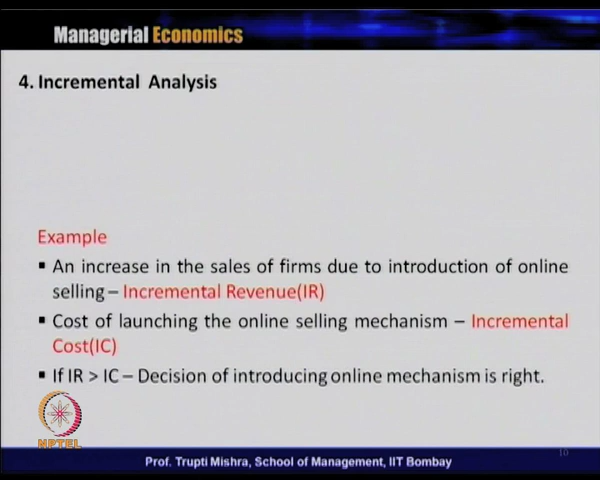 Managerial Economics
4. Incremental Analysis
Example
▪ An increase in the sales of firms due to introduction of online
selling – Incremental Revenue(IR)
▪ Cost of launching the online selling mechanism – Incremental
Cost(IC)
▪ If IR > IC – Decision of introducing online mechanism is right.
NPTEL
Prof. Trupti Mishra, School of Management, IIT Bombay
10